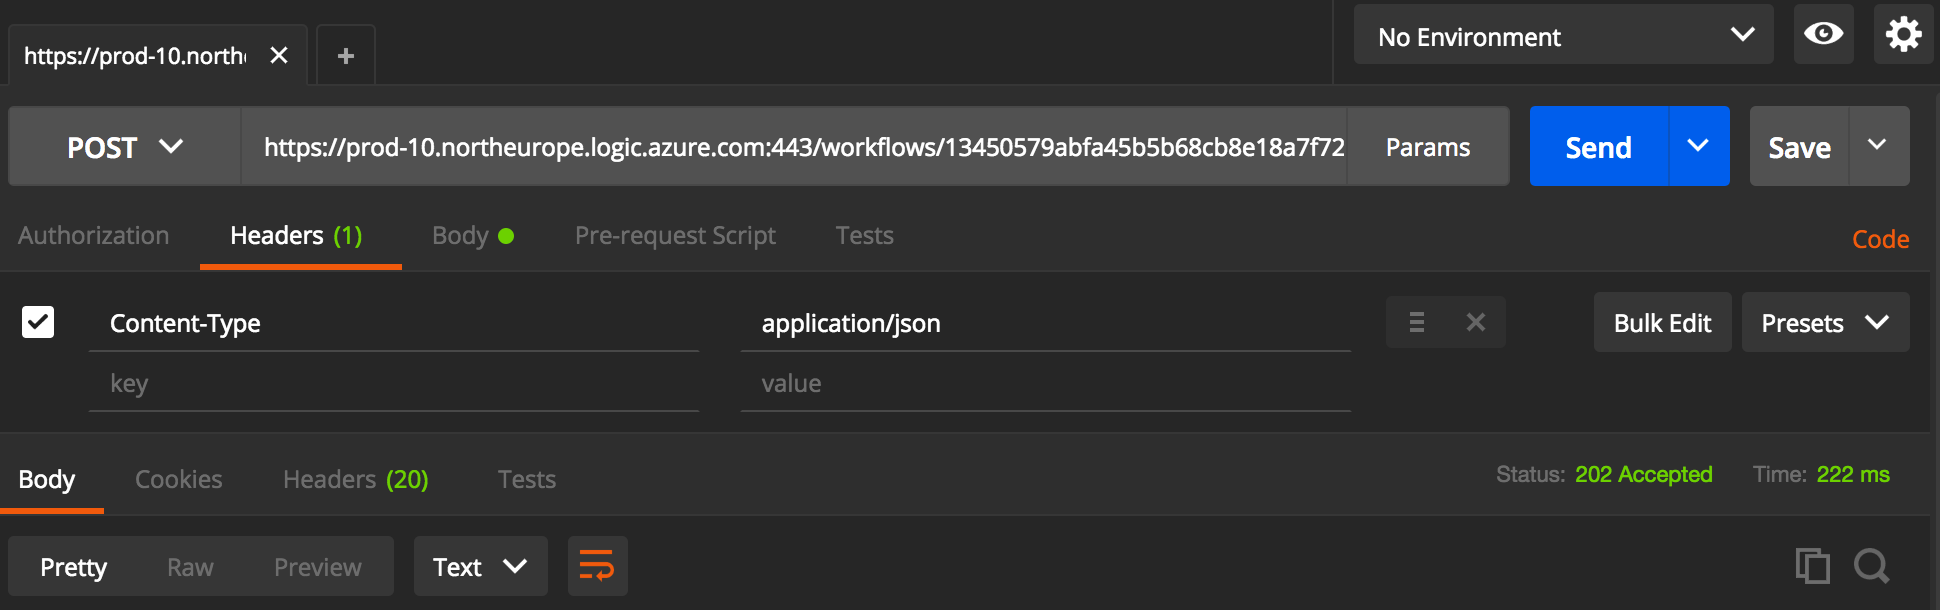 https://prod-10.north
No Environment
POST https://prod-10.northeurope.logic.azure.com:443/workflows/13450579abfa45b5b68cb8e18a7f72 Params Send Save
Authorization Headers (1) Body Pre-request Script Tests Code
Content-Type application/json Bulk Edit Presets
key value
Body Cookies Headers (20) Tests Status: 202 Accepted Time: 222 ms
Pretty Raw Preview Text